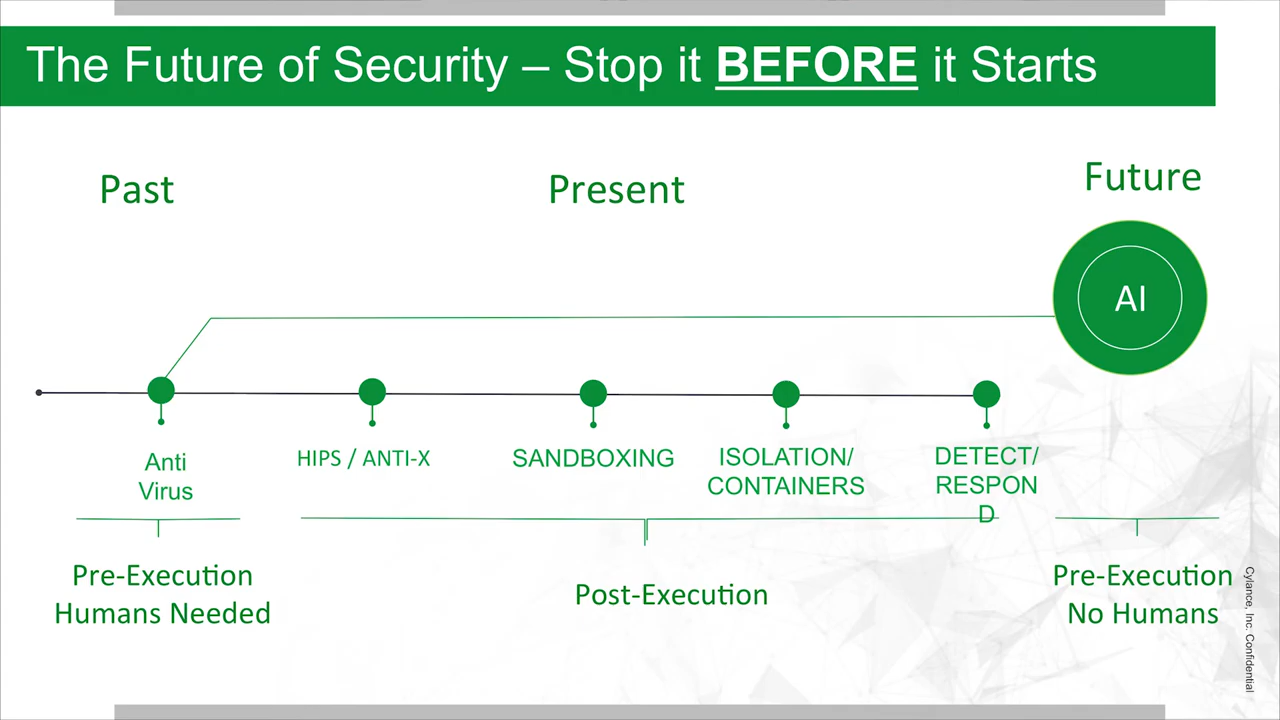 The Future of Security – Stop it BEFORE it Starts
Past
Present
Future
AI
Anti
Virus
HIPS / ANTI-X
SANDBOXING
ISOLATION/
CONTAINERS
DETECT/
RESPON
D
Pre-Execution
Humans Needed
Post-Execution
Pre-Execution
No Humans
Cylance, Inc. Confidential